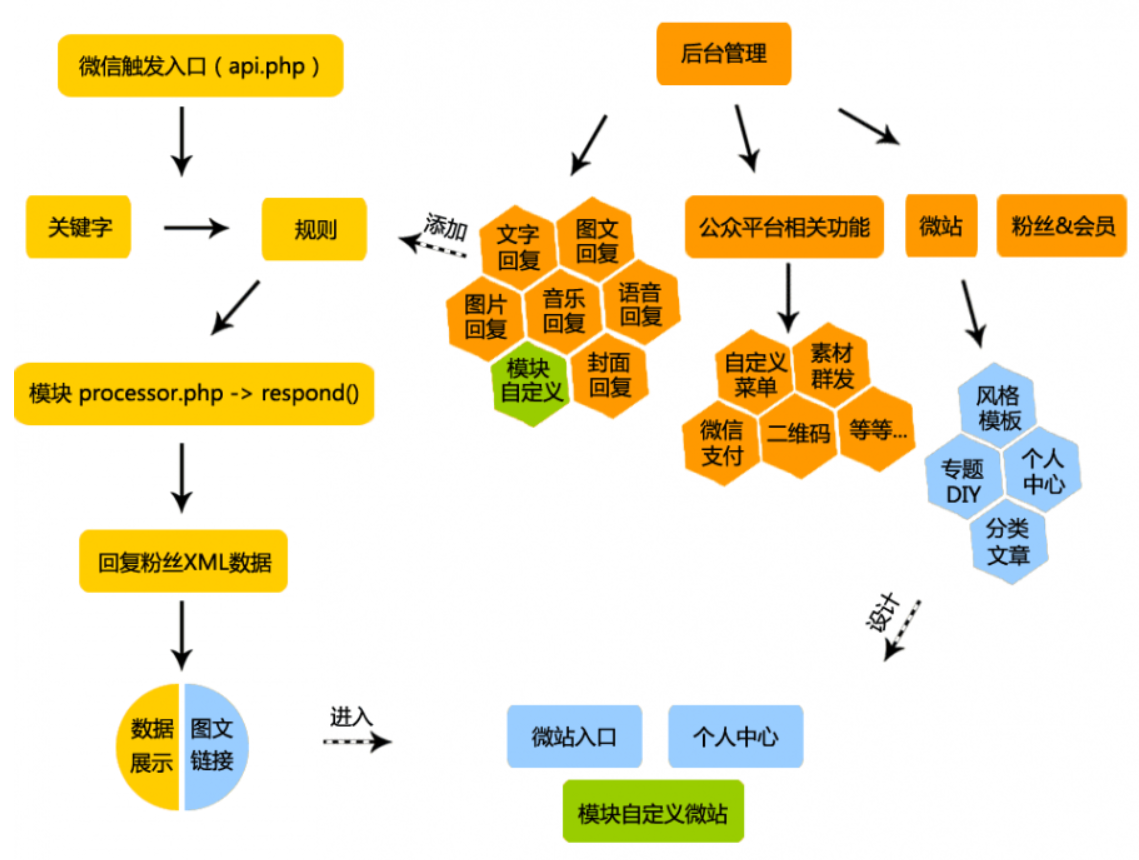 微信触发入口（api.php）
后台管理
关键字
规则
添加
文字
回复
图文
回复
图片
回复
音乐
回复
语音
回复
模块
自定义
封面
回复
公众平台相关功能
微站
粉丝&会员
自定义
菜单
素材
群发
微信
支付
二维码
等等...
风格
模板
专题
DIY
个人
中心
分类
文章
模块 processor.php -> respond()
回复粉丝XML数据
数据
展示
图文
链接
进入
设计
微站入口
个人中心
模块自定义微站